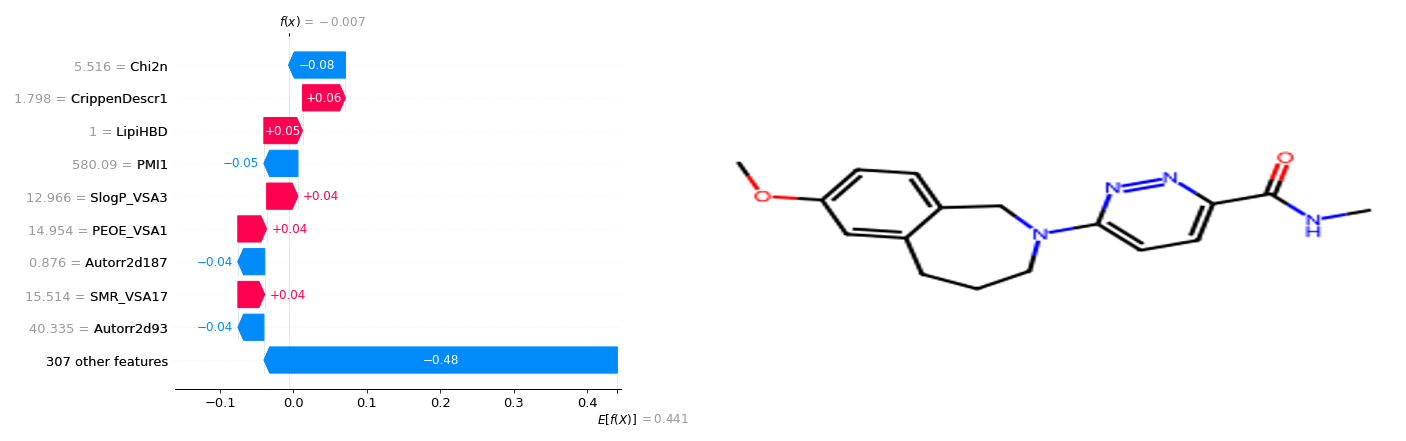 f(x) = −0.007
5.516 = Chi2n
−0.08
1.798 = CrippenDescr1
+0.06
1 = LipiHBD
+0.05
580.09 = PMI1
−0.05
12.966 = SlogP_VSA3
+0.04
14.954 = PEOE_VSA1
+0.04
0.876 = Autorr2d187
−0.04
15.514 = SMR_VSA17
+0.04
40.335 = Autorr2d93
−0.04
307 other features
−0.48
−0.1 0.0 0.1 0.2 0.3 0.4
E[f(X)] = 0.441
O
N
N
N
O
N
H